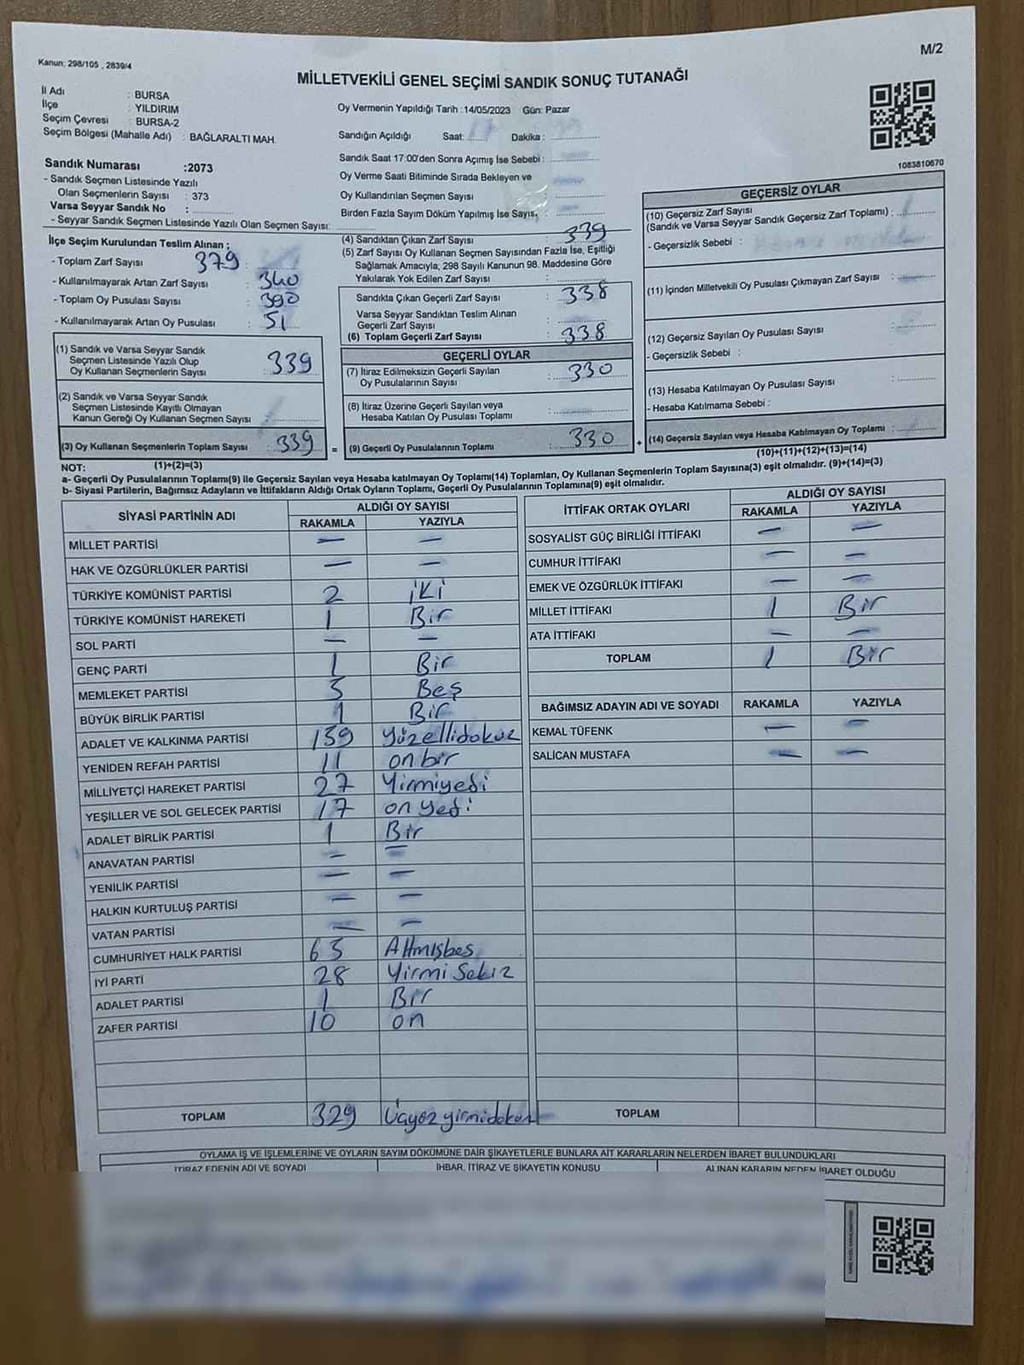 Kanun; 298/105 , 2839/4
M/2
MİLLETVEKİLİ GENEL SEÇİMİ SANDIK SONUÇ TUTANAĞI
İl Adı : BURSA
İlçe : YILDIRIM
Seçim Çevresi : BURSA-2
Seçim Bölgesi (Mahalle Adı) : BAĞLARALTI MAH.
Oy Vermenin Yapıldığı Tarih :14/05/2023 Gün: Pazar
Sandığın Açıldığı Saat: Dakika :
Sandık Saat 17:00'den Sonra Açımış İse Sebebi :
Oy Verme Saati Bitiminde Sırada Bekleyen ve
Oy Kullandırılan Seçmen Sayısı :
Birden Fazla Sayım Döküm Yapılmış İse Sayısı
1083810670
Sandık Numarası :2073
- Sandık Seçmen Listesinde Yazılı
Olan Seçmenlerin Sayısı : 373
Varsa Seyyar Sandık No :
- Seyyar Sandık Seçmen Listesinde Yazılı Olan Seçmen Sayısı:
İlçe Seçim Kurulundan Teslim Alınan ;
- Toplam Zarf Sayısı 379
- Kullanılmayarak Artan Zarf Sayısı : 340
- Toplam Oy Pusulası Sayısı : 390
- Kullanılmayarak Artan Oy Pusulası : 51
(1) Sandık ve Varsa Seyyar Sandık
Seçmen Listesinde Yazılı Olup
Oy Kullanan Seçmenlerin Sayısı : 339
(2) Sandık ve Varsa Seyyar Sandık
Seçmen Listesinde Kayıtlı Olmayan
Kanun Gereği Oy Kullanan Seçmen Sayısı :
(3) Oy Kullanan Seçmenlerin Toplam Sayısı : 339
(1)+(2)=(3)
(4) Sandıktan Çıkan Zarf Sayısı : 339
(5) Zarf Sayısı Oy Kullanan Seçmen Sayısından Fazla İse, Eşitliği
Sağlamak Amacıyla, 298 Sayılı Kanunun 98. Maddesine Göre
Yakılarak Yok Edilen Zarf Sayısı :
Sandıkta Çıkan Geçerli Zarf Sayısı : 338
Varsa Seyyar Sandıktan Teslim Alınan
Geçerli Zarf Sayısı :
(6) Toplam Geçerli Zarf Sayısı : 338
GEÇERLİ OYLAR
(7) İtiraz Edilmeksizin Geçerli Sayılan
Oy Pusulalarının Sayısı : 330
(8) İtiraz Üzerine Geçerli Sayılan veya
Hesaba Katılan Oy Pusulası Toplamı :
= (9) Geçerli Oy Pusulalarının Toplamı : 330 +
GEÇERSİZ OYLAR
(10) Geçersiz Zarf Sayısı
(Sandık ve Varsa Seyyar Sandık Geçersiz Zarf Toplamı) :
- Geçersizlik Sebebi :
(11) İçinden Milletvekili Oy Pusulası Çıkmayan Zarf Sayısı :
(12) Geçersiz Sayılan Oy Pusulası Sayısı :
- Geçersizlik Sebebi :
(13) Hesaba Katılmayan Oy Pusulası Sayısı :
- Hesaba Katılmama Sebebi :
(14) Geçersiz Sayılan veya Hesaba Katılmayan Oy Toplamı :
(10)+(11)+(12)+(13)=(14)
NOT:
a- Geçerli Oy Pusulalarının Toplamı(9) ile Geçersiz Sayılan veya Hesaba katılmayan Oy Toplamı(14) Toplamları, Oy Kullanan Seçmenlerin Toplam Sayısına(3) eşit olmalıdır. (9)+(14)=(3)
b- Siyasi Partilerin, Bağımsız Adayların ve İttifakların Aldığı Ortak Oyların Toplamı, Geçerli Oy Pusulalarının Toplamına(9) eşit olmalıdır.
SİYASİ PARTİNİN ADI ALDIĞI OY SAYISI
RAKAMLA YAZIYLA
MİLLET PARTİSİ — —
HAK VE ÖZGÜRLÜKLER PARTİSİ — —
TÜRKİYE KOMÜNİST PARTİSİ 2 iki
TÜRKİYE KOMÜNİST HAREKETİ 1 Bir
SOL PARTİ — —
GENÇ PARTİ 1 Bir
MEMLEKET PARTİSİ 5 Beş
BÜYÜK BİRLİK PARTİSİ 1 Bir
ADALET VE KALKINMA PARTİSİ 159 Yüzellidokuz
YENİDEN REFAH PARTİSİ 11 onbir
MİLLİYETÇİ HAREKET PARTİSİ 27 Yirmiyedi
YEŞİLLER VE SOL GELECEK PARTİSİ 17 on yedi
ADALET BİRLİK PARTİSİ 1 Bir
ANAVATAN PARTİSİ — —
YENİLİK PARTİSİ — —
HALKIN KURTULUŞ PARTİSİ — —
VATAN PARTİSİ — —
CUMHURİYET HALK PARTİSİ 65 Altmışbeş
İYİ PARTİ 28 Yirmi Sekiz
ADALET PARTİSİ 1 Bir
ZAFER PARTİSİ 10 on
TOPLAM 329 Üçyüzyirmidokuz
İTTİFAK ORTAK OYLARI ALDIĞI OY SAYISI
RAKAMLA YAZIYLA
SOSYALİST GÜÇ BİRLİĞİ İTTİFAKI — —
CUMHUR İTTİFAKI — —
EMEK VE ÖZGÜRLÜK İTTİFAKI — —
MİLLET İTTİFAKI 1 Bir
ATA İTTİFAKI — —
TOPLAM 1 Bir
BAĞIMSIZ ADAYIN ADI VE SOYADI RAKAMLA YAZIYLA
KEMAL TÜFENK — —
SALİCAN MUSTAFA — —
TOPLAM
OYLAMA İŞ VE İŞLEMLERİNE VE OYLARIN SAYIM DÖKÜMÜNE DAİR ŞİKAYETLERLE BUNLARA AİT KARARLARIN NELERDEN İBARET BULUNDUKLARI
İTİRAZ EDENİN ADI VE SOYADI İHBAR, İTİRAZ VE ŞİKAYETİN KONUSU ALINAN KARARIN NEDEN İBARET OLDUĞU